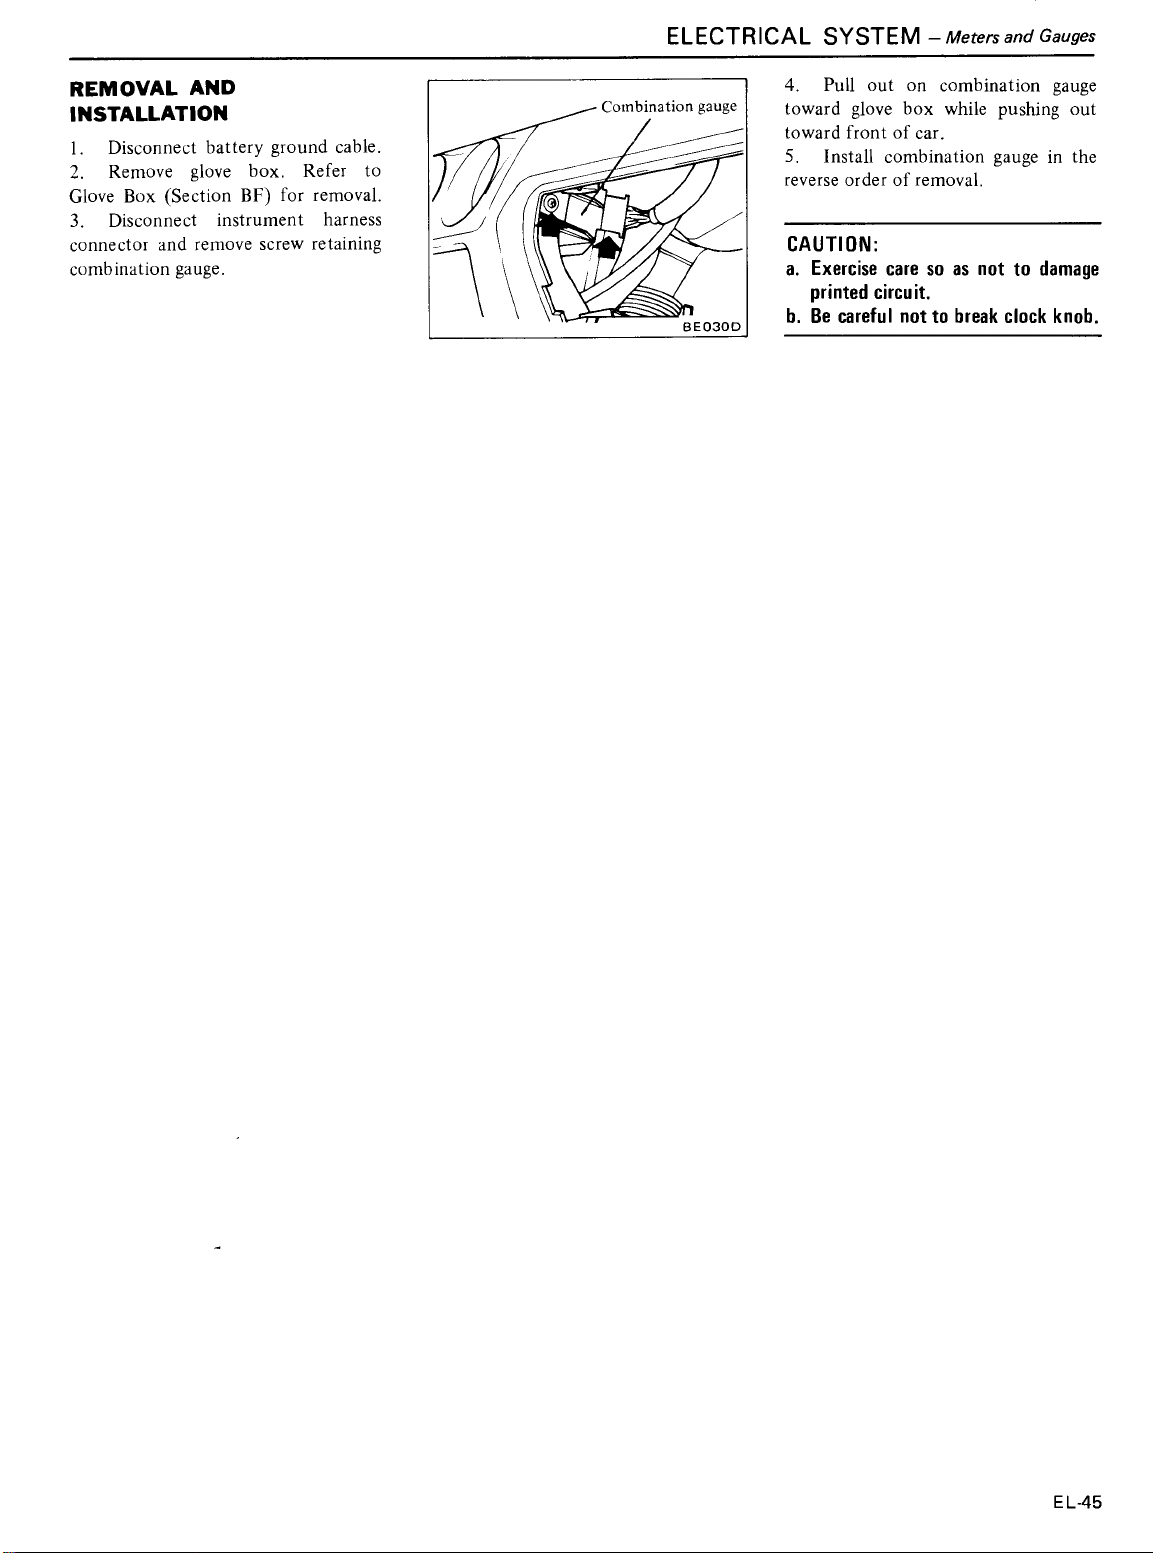 ELECTRICAL SYSTEM – Meters and Gauges
REMOVAL AND
INSTALLATION
1. Disconnect battery ground cable.
2. Remove glove box. Refer to
Glove Box (Section BF) for removal.
3. Disconnect instrument harness
connector and remove screw retaining
combination gauge.
Combination gauge
BE030D
4. Pull out on combination gauge
toward glove box while pushing out
toward front of car.
5. Install combination gauge in the
reverse order of removal.
CAUTION:
a. Exercise care so as not to damage
printed circuit.
b. Be careful not to break clock knob.
EL-45